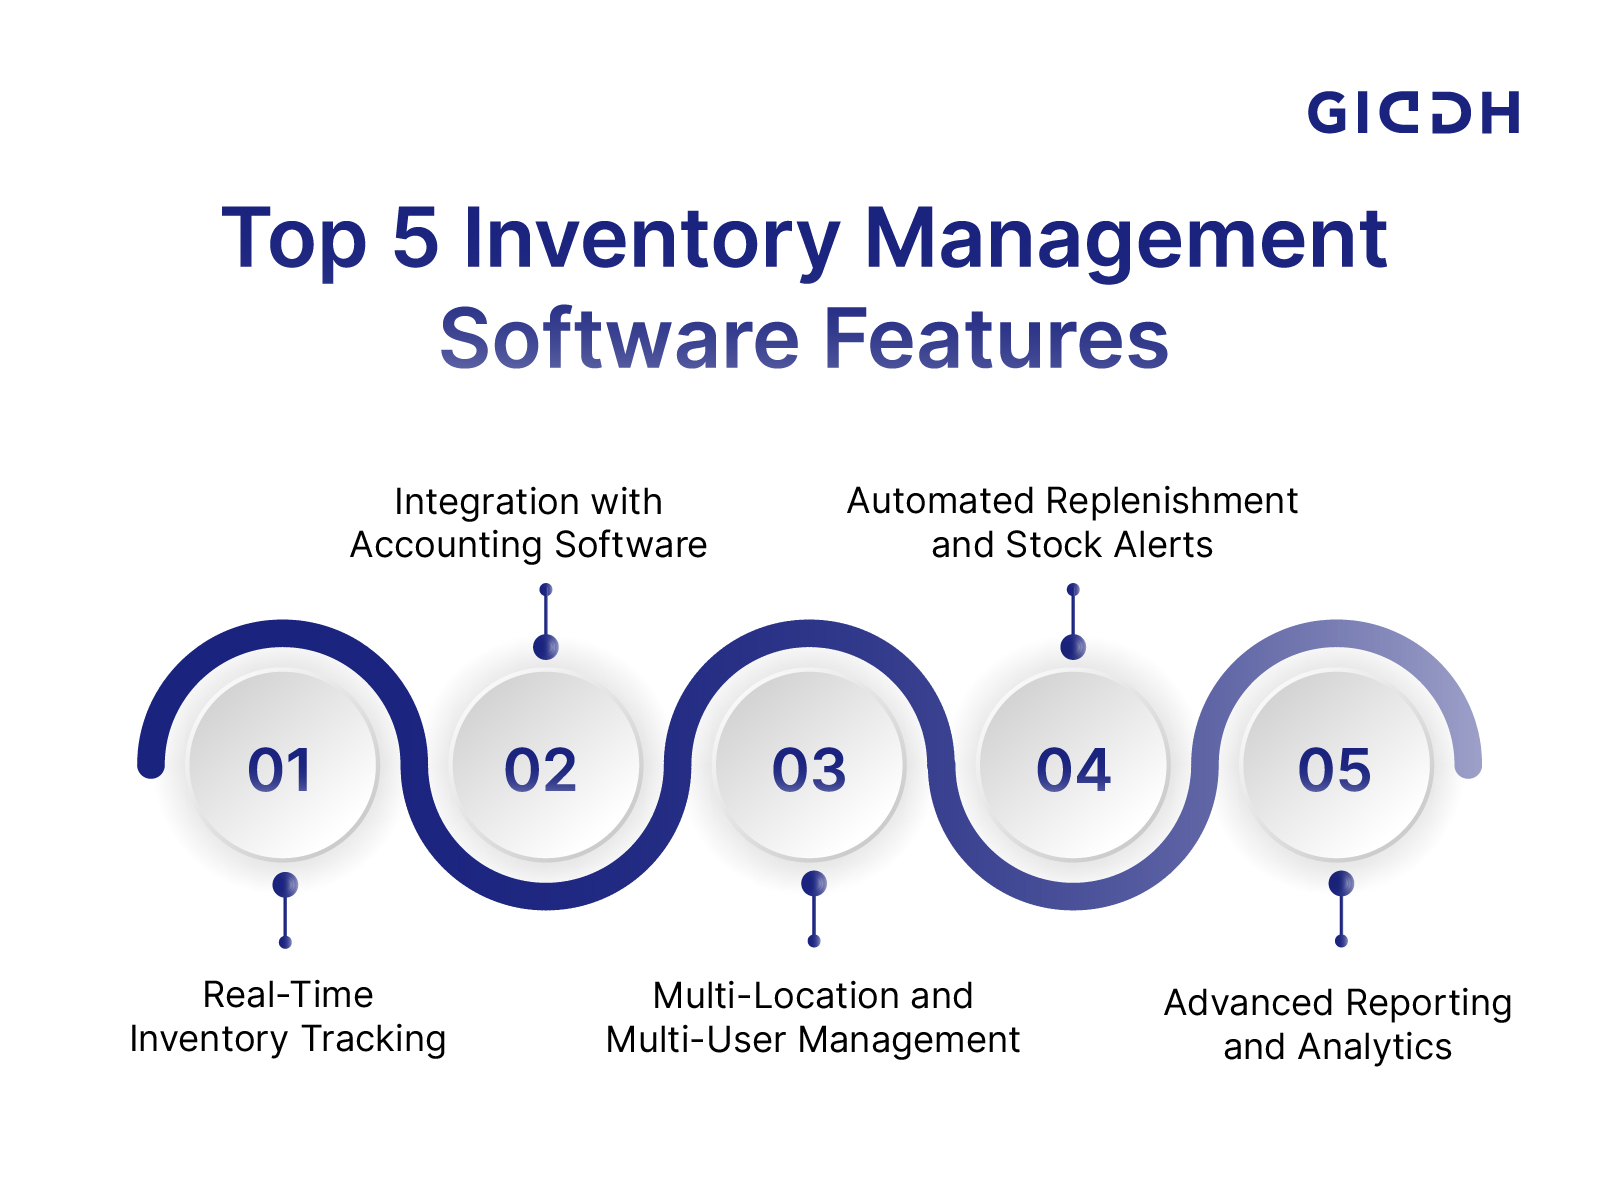 GIDDH
Top 5 Inventory Management
Software Features
Integration with
Accounting Software
Automated Replenishment
and Stock Alerts
01
02
03
04
05
Real-Time
Inventory Tracking
Multi-Location and
Multi-User Management
Advanced Reporting
and Analytics